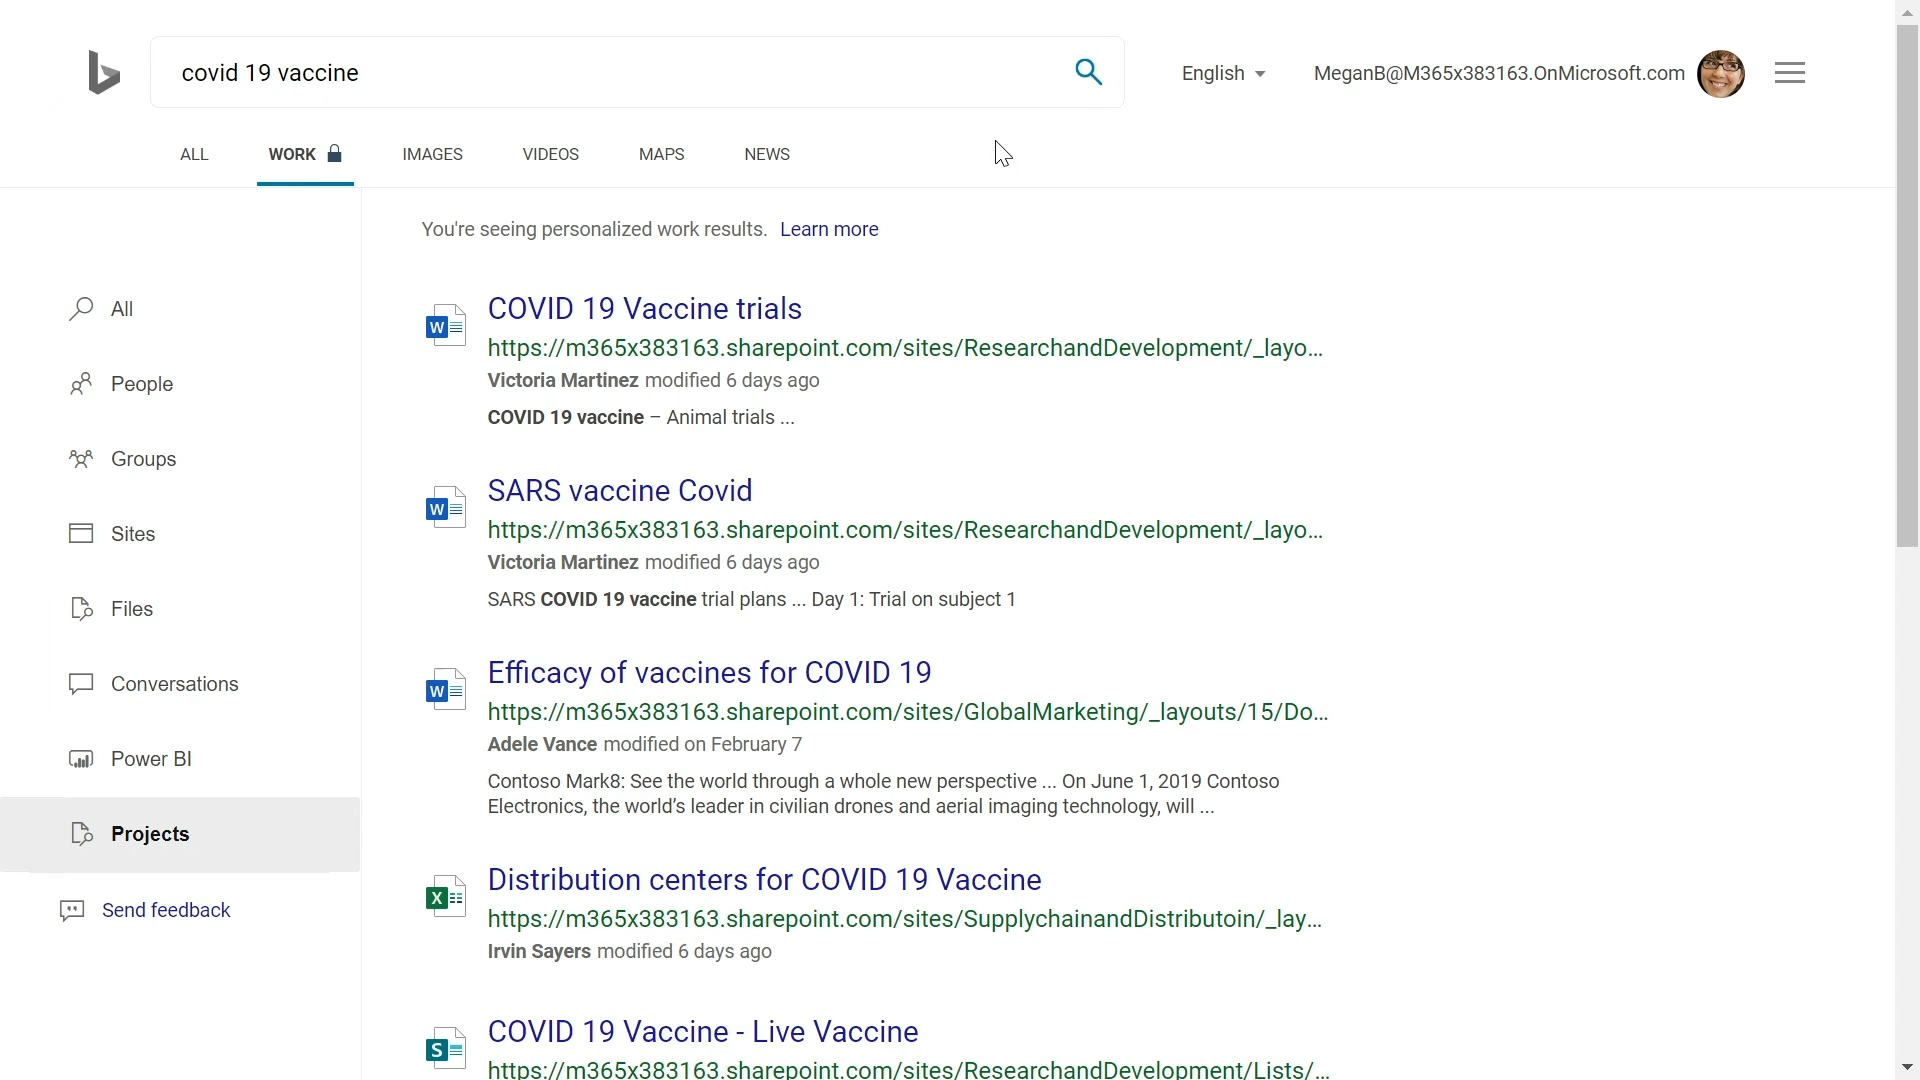 covid 19 vaccine
English
MeganB@M365x383163.OnMicrosoft.com
ALL
WORK
IMAGES
VIDEOS
MAPS
NEWS
You're seeing personalized work results. Learn more
All
People
Groups
Sites
Files
Conversations
Power BI
Projects
Send feedback
W
COVID 19 Vaccine trials
https://m365x383163.sharepoint.com/sites/ResearchandDevelopment/_layo...
Victoria Martinez modified 6 days ago
COVID 19 vaccine – Animal trials ...
W
SARS vaccine Covid
https://m365x383163.sharepoint.com/sites/ResearchandDevelopment/_layo...
Victoria Martinez modified 6 days ago
SARS COVID 19 vaccine trial plans ... Day 1: Trial on subject 1
W
Efficacy of vaccines for COVID 19
https://m365x383163.sharepoint.com/sites/GlobalMarketing/_layouts/15/Do...
Adele Vance modified on February 7
Contoso Mark8: See the world through a whole new perspective ... On June 1, 2019 Contoso
Electronics, the world's leader in civilian drones and aerial imaging technology, will ...
X
Distribution centers for COVID 19 Vaccine
https://m365x383163.sharepoint.com/sites/SupplychainandDistributoin/_lay...
Irvin Sayers modified 6 days ago
S
COVID 19 Vaccine - Live Vaccine
https://m365x383163.sharepoint.com/sites/ResearchandDevelopment/Lists/...